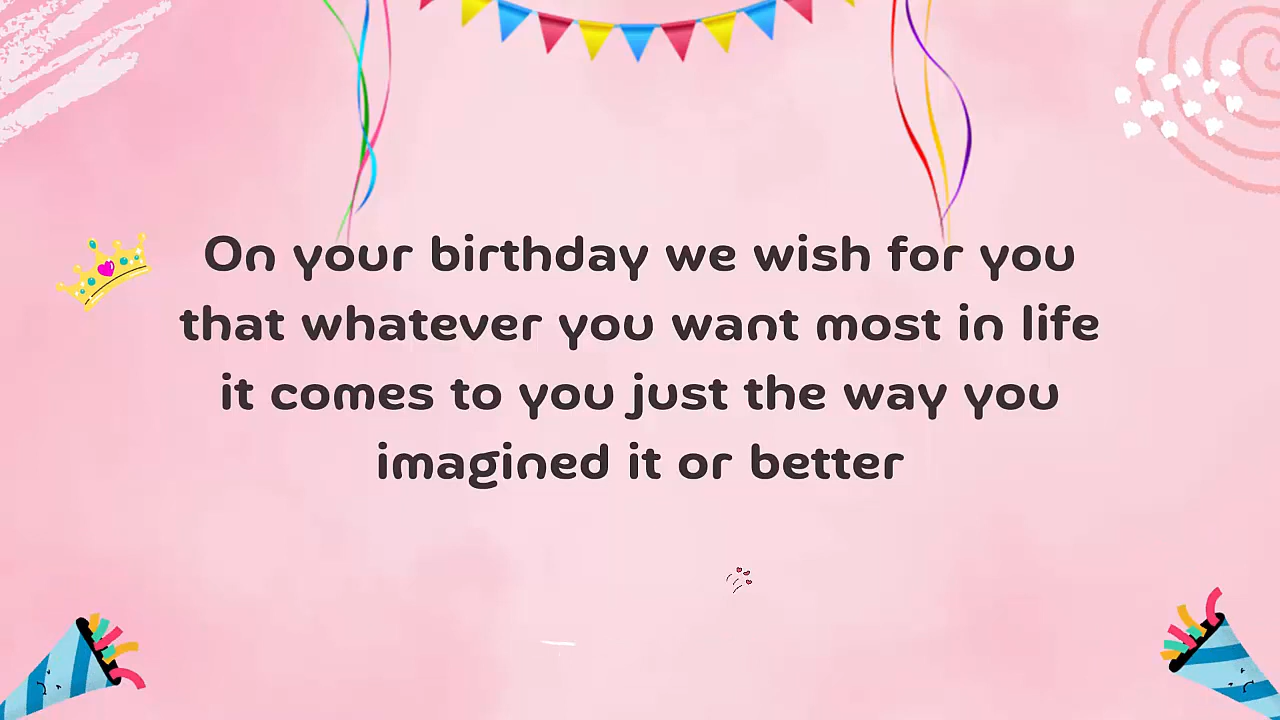 On your birthday we wish for you
that whatever you want most in life
it comes to you just the way you
imagined it or better